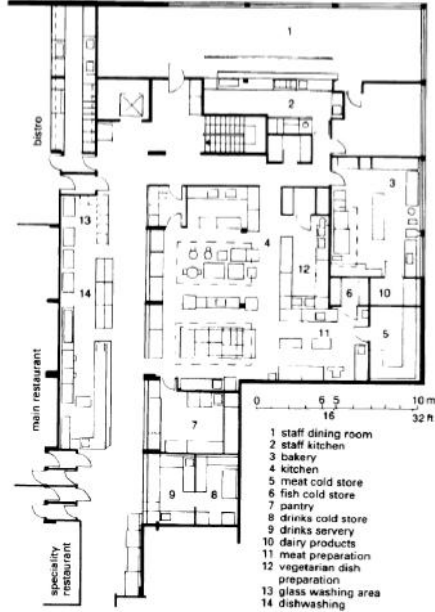 1
2
bistro
3
13
4
14
12
6
10
11
5
main restaurant
7
9
8
speciality
restaurant
0 6 5 10 m
16 32 ft
1 staff dining room
2 staff kitchen
3 bakery
4 kitchen
5 meat cold store
6 fish cold store
7 pantry
8 drinks cold store
9 drinks servery
10 dairy products
11 meat preparation
12 vegetarian dish
preparation
13 glass washing area
14 dishwashing